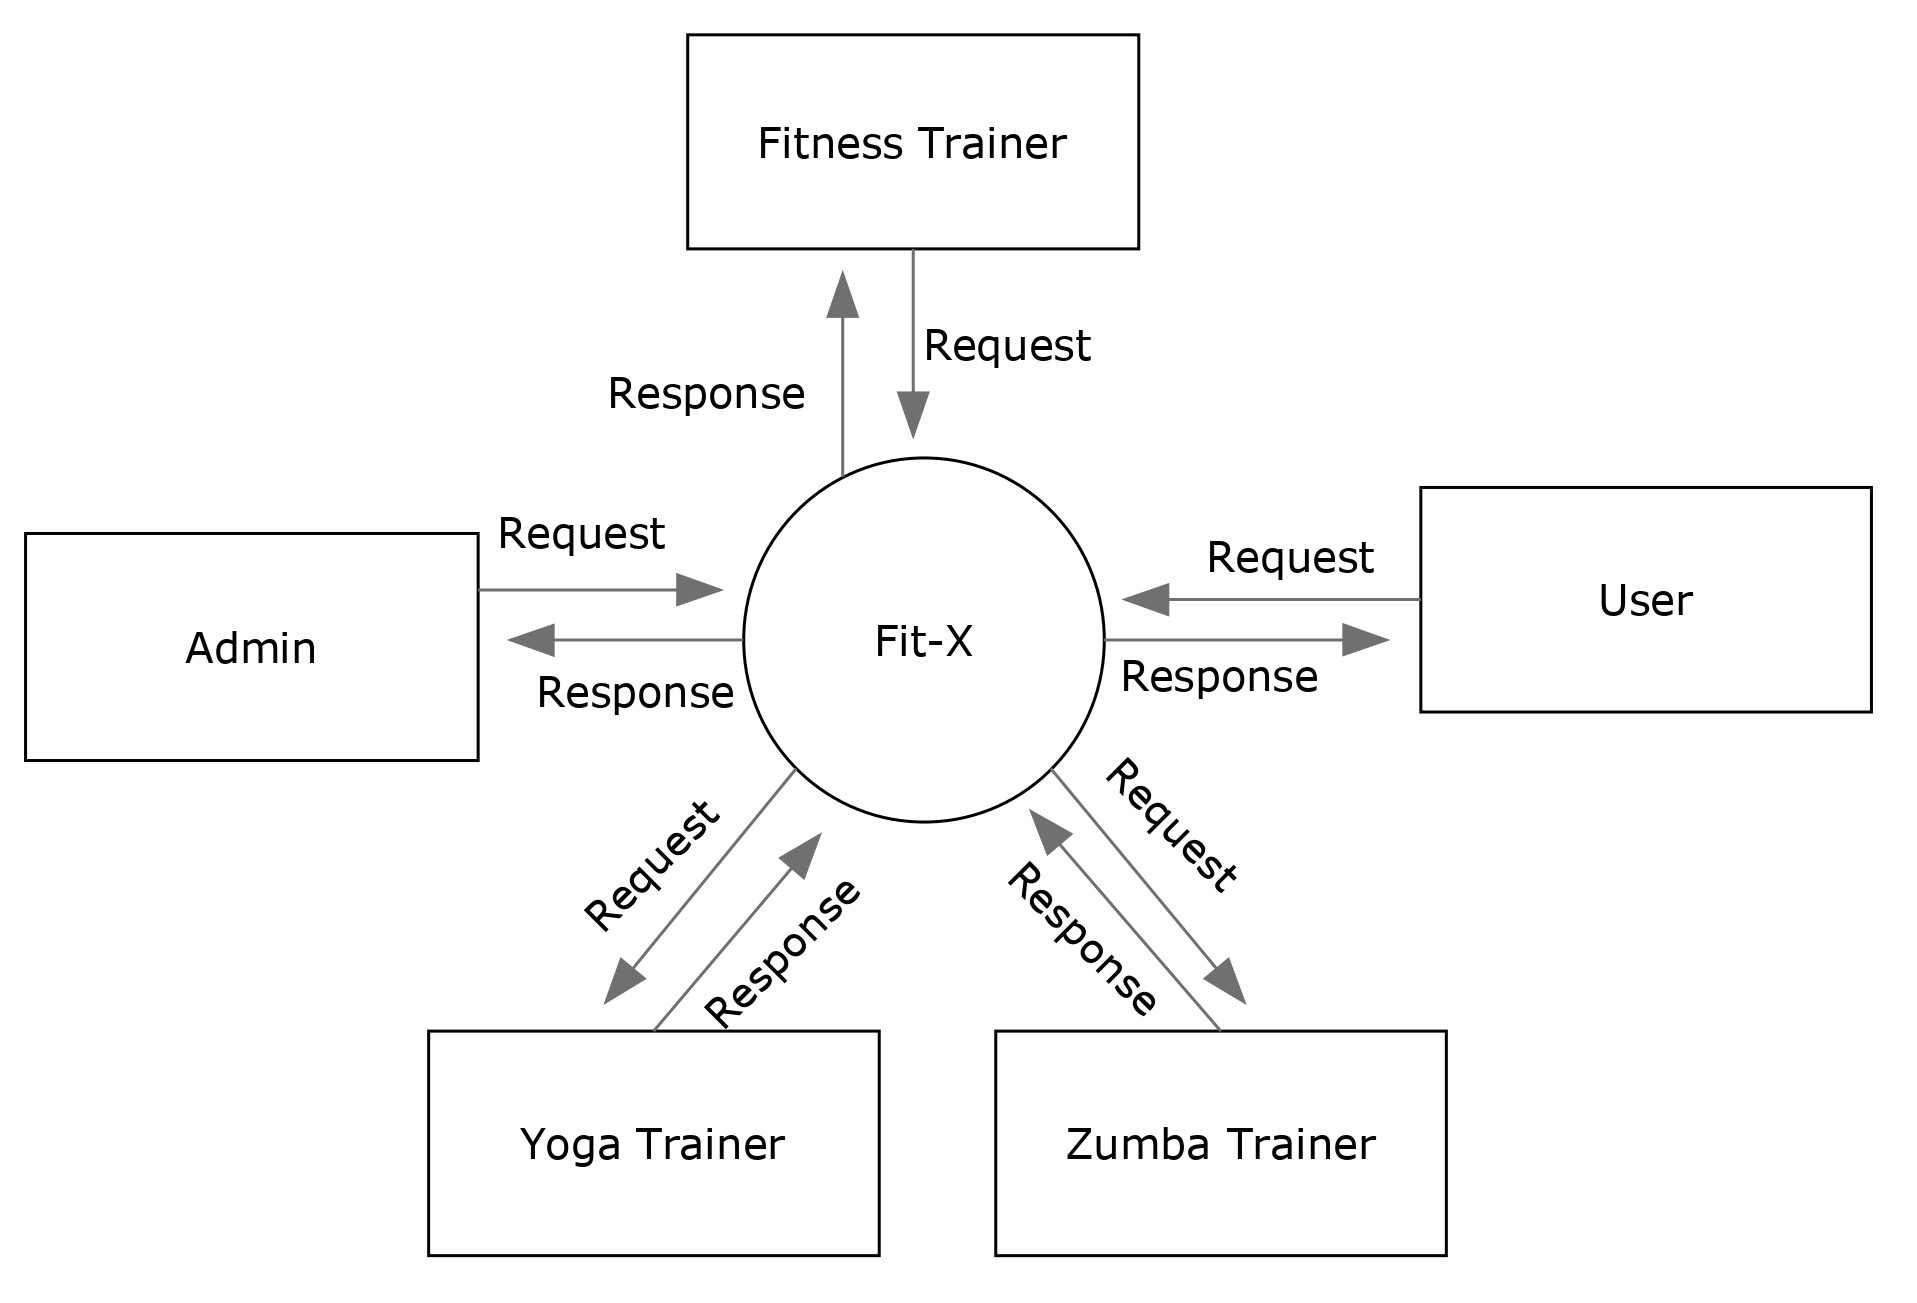 Fitness Trainer
Request
Response
Request
Admin
Response
Fit-X
Request
User
Response
Request
Response
Request
Response
Yoga Trainer
Zumba Trainer